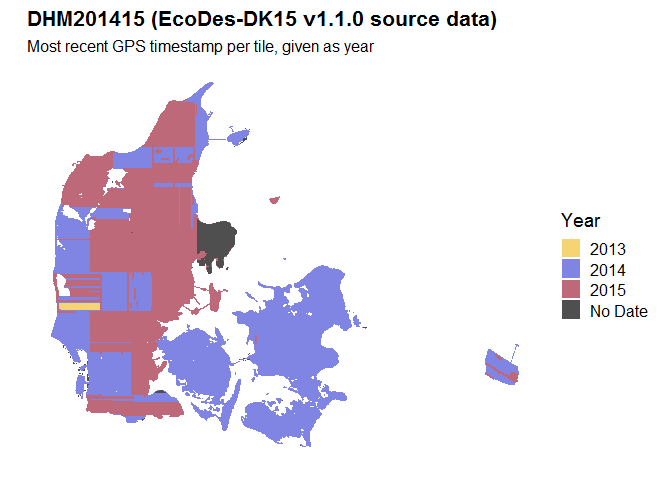 DHM201415 (EcoDes-DK15 v1.1.0 source data)
Most recent GPS timestamp per tile, given as year
Year
2013
2014
2015
No Date